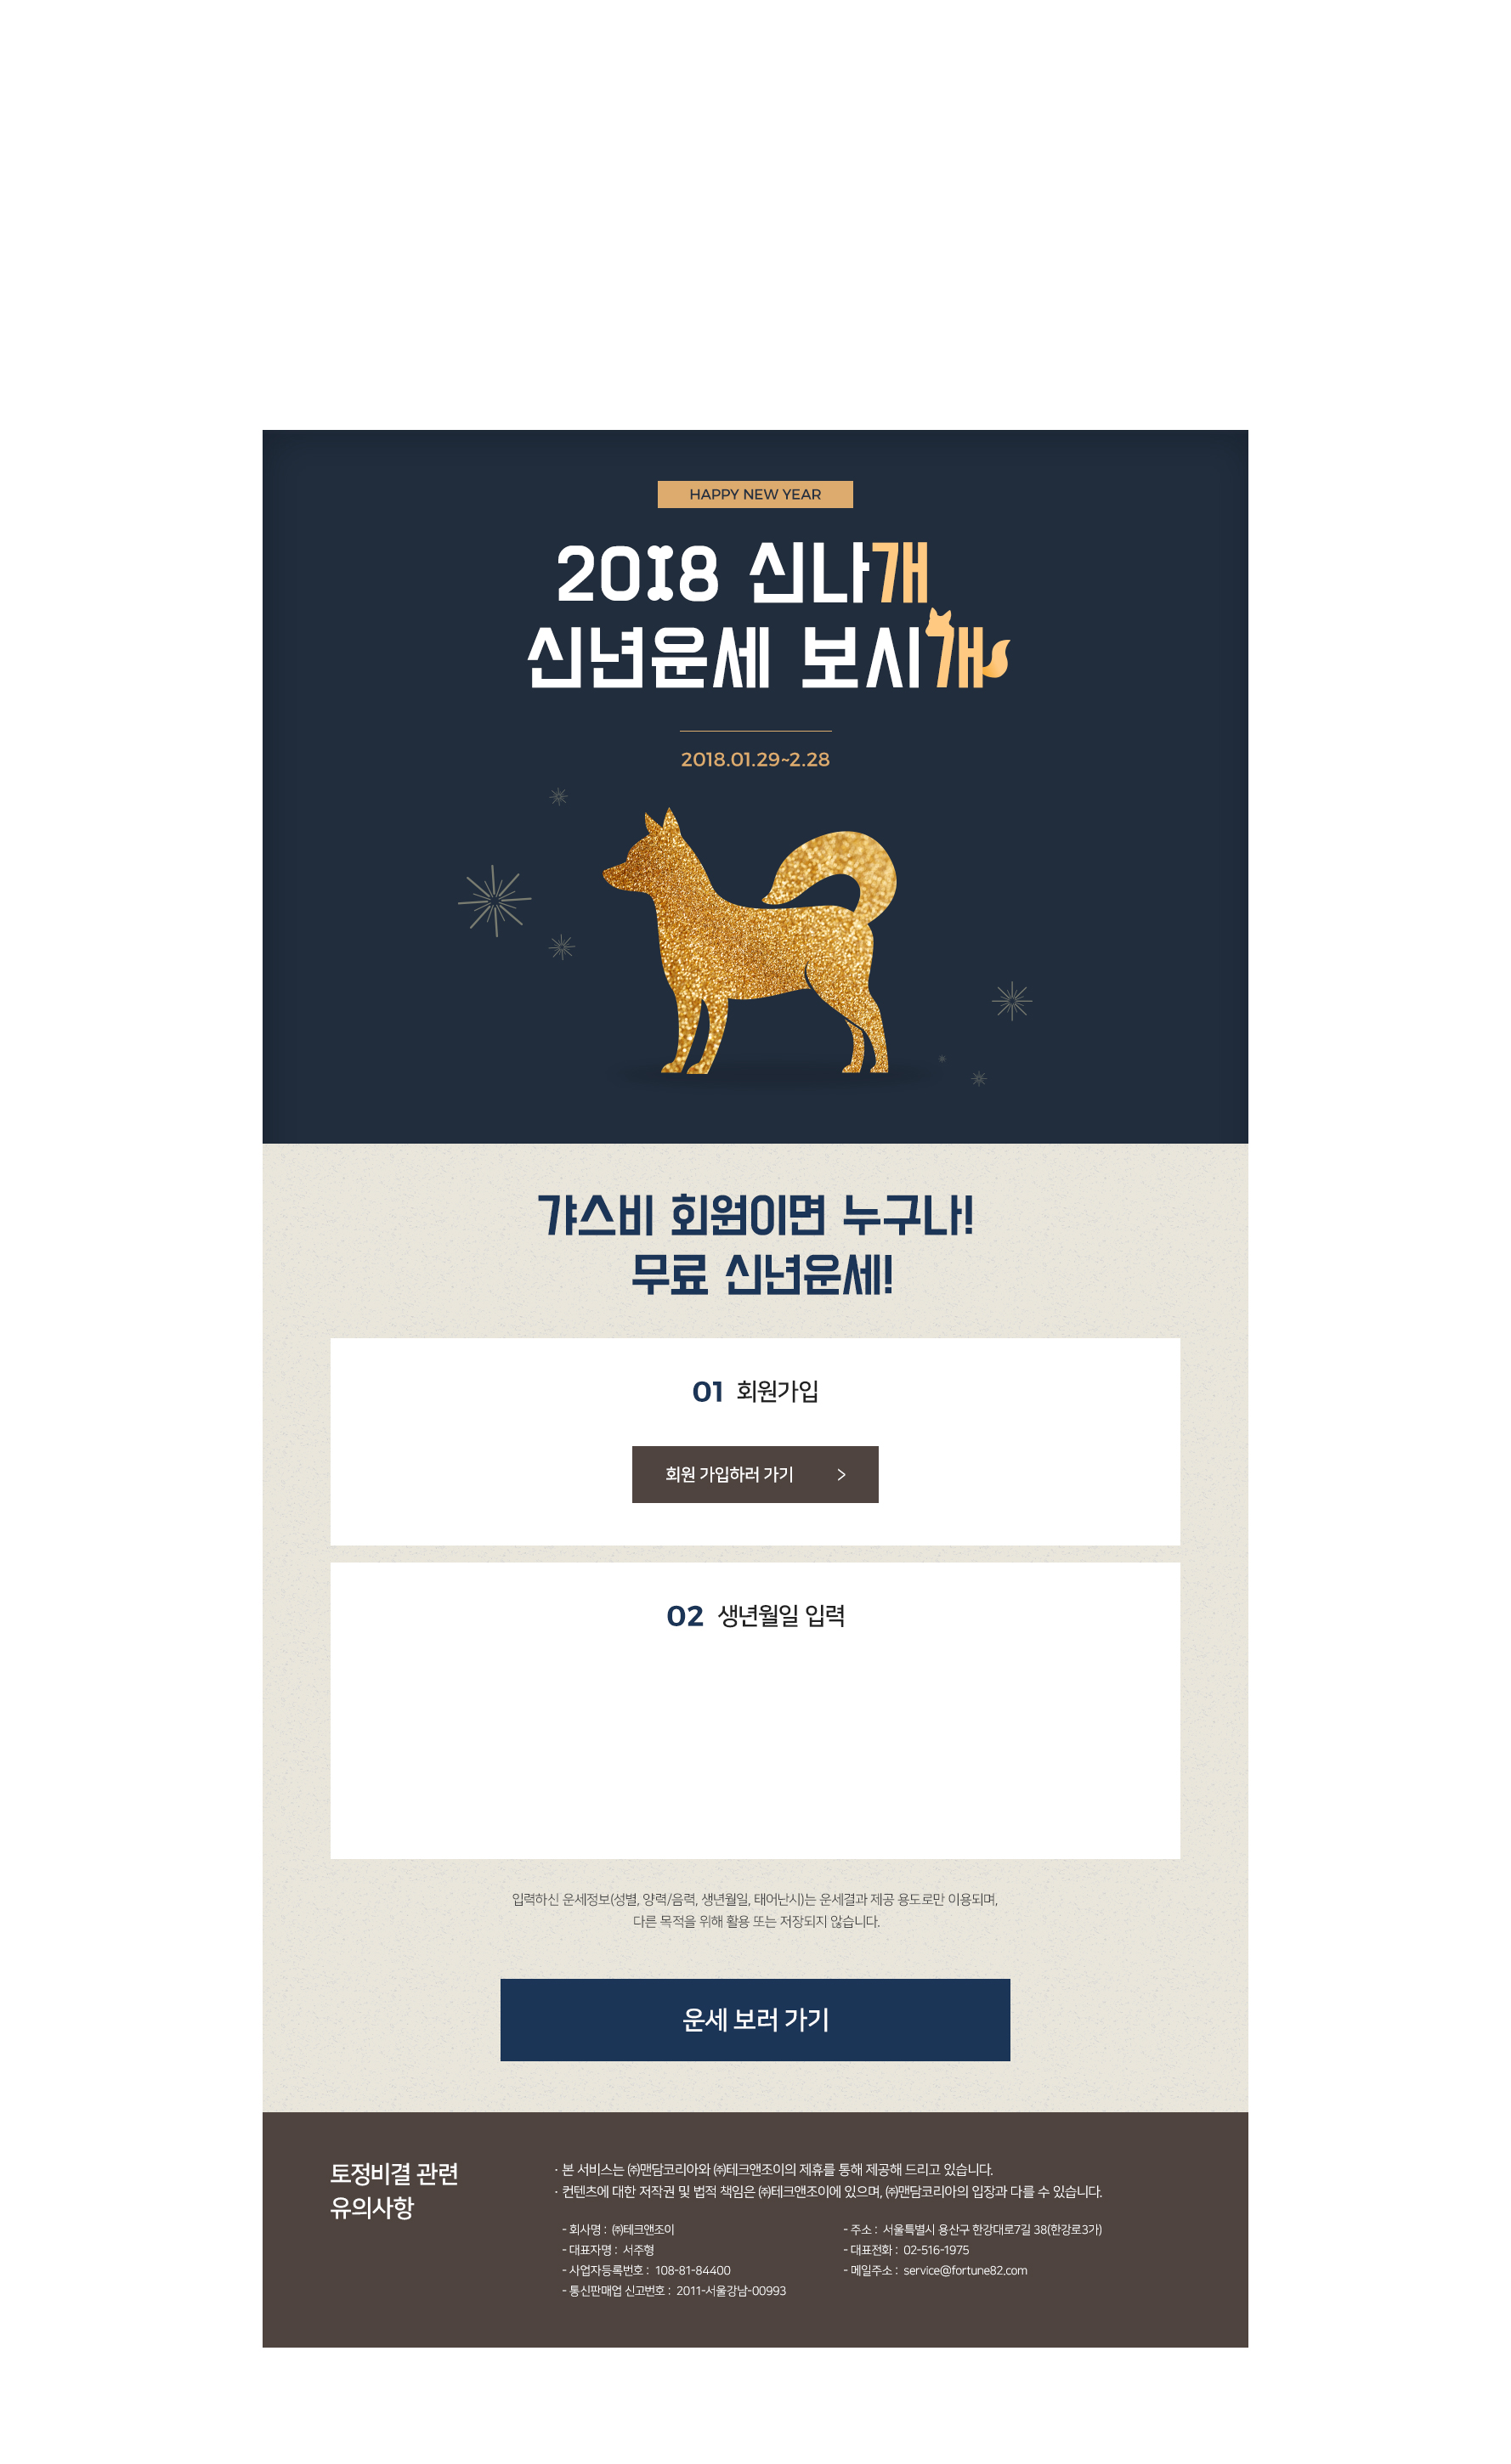 HAPPY NEW YEAR
2018 신나개
신년운세 보시개
2018.01.29~2.28
갸스비 회원이면 누구나!
무료 신년운세!
01 회원가입
회원 가입하러 가기 >
02 생년월일 입력
입력하신 운세정보(성별, 양력/음력, 생년월일, 태어난시)는 운세결과 제공 용도로만 이용되며,
다른 목적을 위해 활용 또는 저장되지 않습니다.
운세 보러 가기
토정비결 관련
유의사항
· 본 서비스는 ㈜맨담코리아와 ㈜테크앤조이의 제휴를 통해 제공해 드리고 있습니다.
· 컨텐츠에 대한 저작권 및 법적 책임은 ㈜테크앤조이에 있으며, ㈜맨담코리아의 입장과 다를 수 있습니다.
- 회사명 : ㈜테크앤조이
- 대표자명 : 서주형
- 사업자등록번호 : 108-81-84400
- 통신판매업 신고번호 : 2011-서울강남-00993
- 주소 : 서울특별시 용산구 한강대로7길 38(한강로3가)
- 대표전화 : 02-516-1975
- 메일주소 : service@fortune82.com